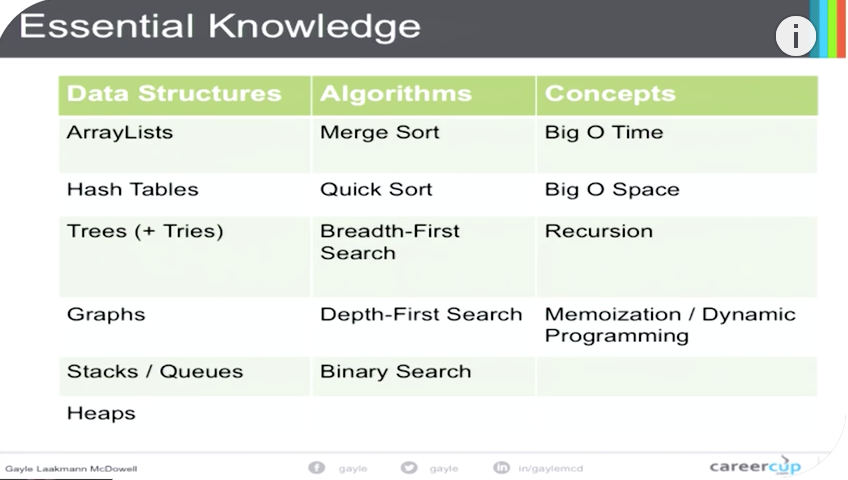 Essential Knowledge
i
Data Structures Algorithms Concepts
ArrayLists Merge Sort Big O Time
Hash Tables Quick Sort Big O Space
Trees (+ Tries) Breadth-First Recursion
Search
Graphs Depth-First Search Memoization / Dynamic
Programming
Stacks / Queues Binary Search
Heaps
Gayle Laakmann McDowell f gayle gayle in in/gaylemcd careercup